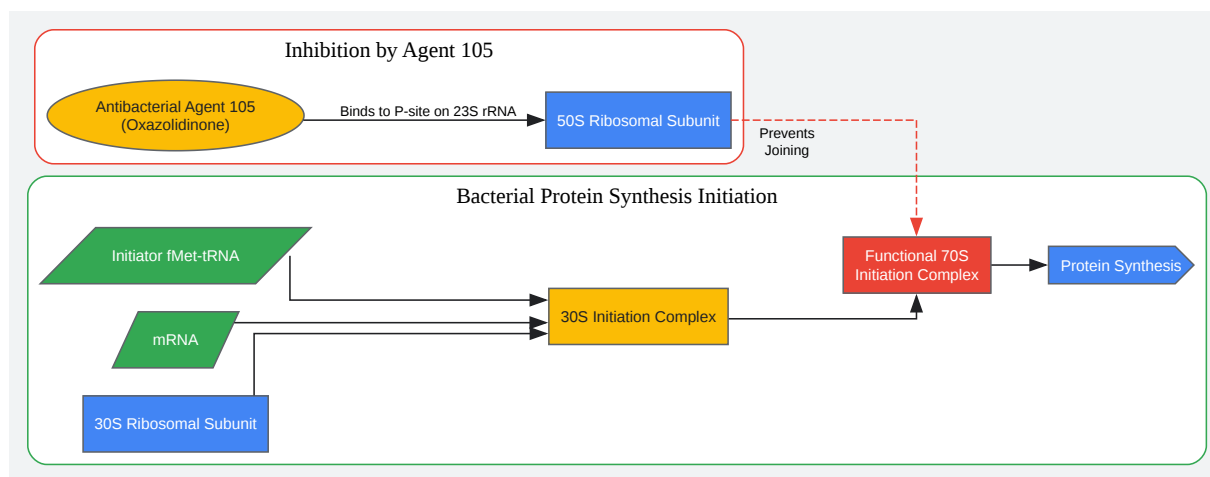 Inhibition by Agent 105
Antibacterial Agent 105
(Oxazolidinone)
Binds to P-site on 23S rRNA
50S Ribosomal Subunit
Prevents
Joining
Bacterial Protein Synthesis Initiation
Initiator fMet-tRNA
mRNA
30S Ribosomal Subunit
30S Initiation Complex
Functional 70S
Initiation Complex
Protein Synthesis